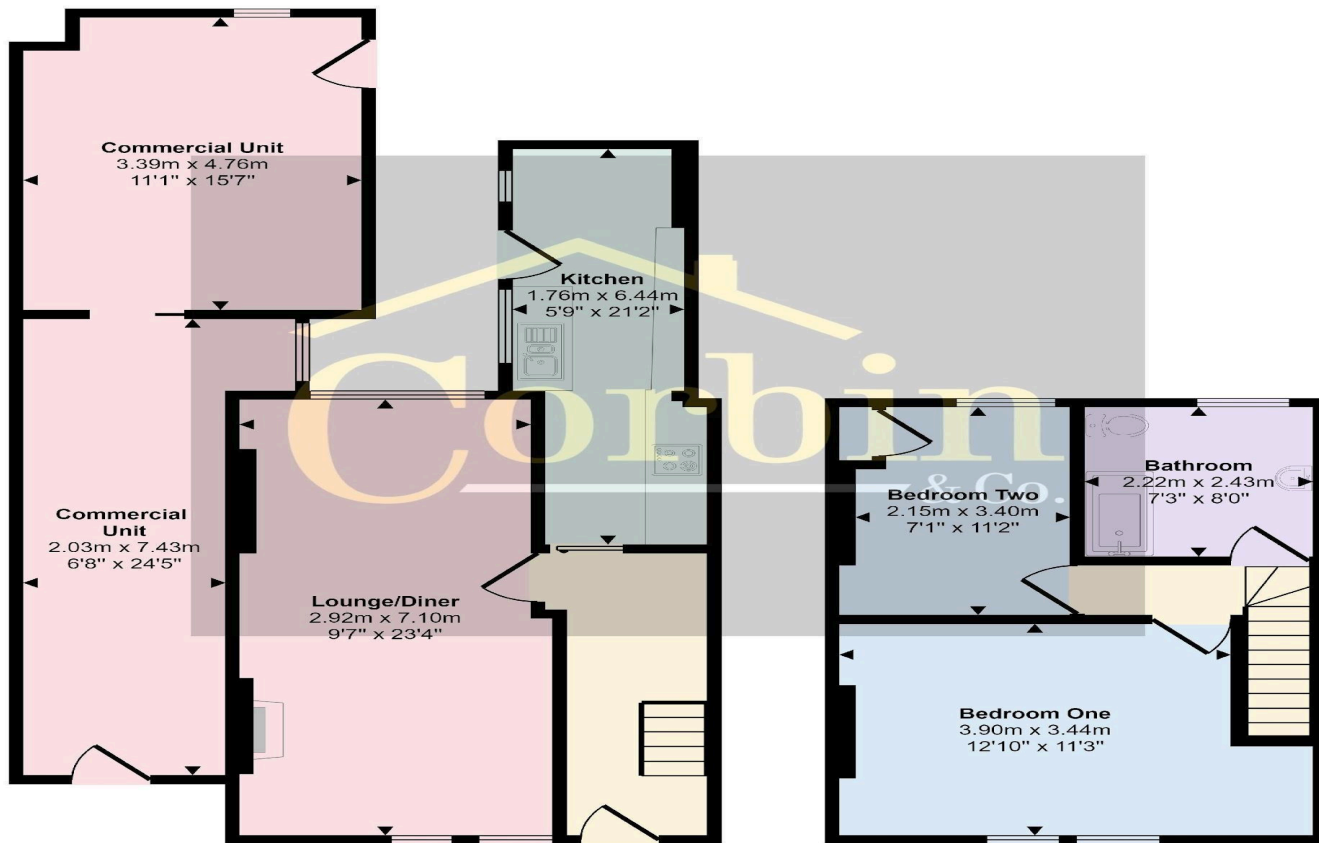 Commercial Unit
3.39m x 4.76m
11'1" x 15'7"
Kitchen
1.76m x 6.44m
5'9" x 21'2"
Corbin
& Co.
Commercial
Unit
2.03m x 7.43m
6'8" x 24'5"
Lounge/Diner
2.92m x 7.10m
9'7" x 23'4"
Bedroom Two
2.15m x 3.40m
7'1" x 11'2"
Bathroom
2.22m x 2.43m
7'3" x 8'0"
Bedroom One
3.90m x 3.44m
12'10" x 11'3"